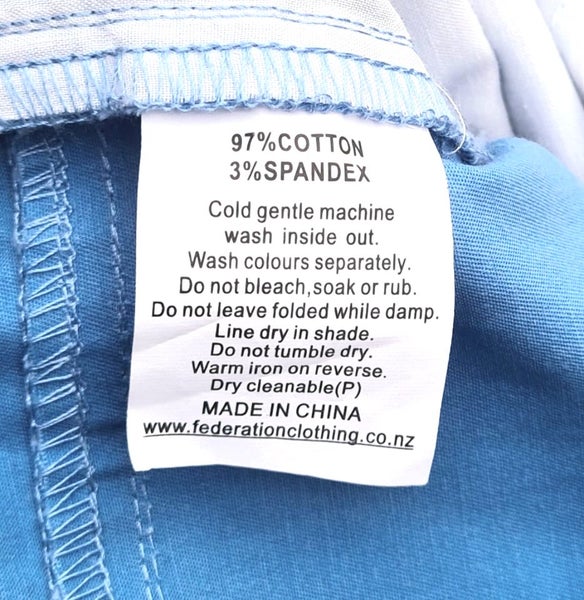 97%COTTON
3%SPANDEX
Cold gentle machine
wash inside out.
Wash colours separately.
Do not bleach,soak or rub.
Do not leave folded while damp.
Line dry in shade.
Do not tumble dry.
Warm iron on reverse.
Dry cleanable(P)
MADE IN CHINA
www.federationclothing.co.nz